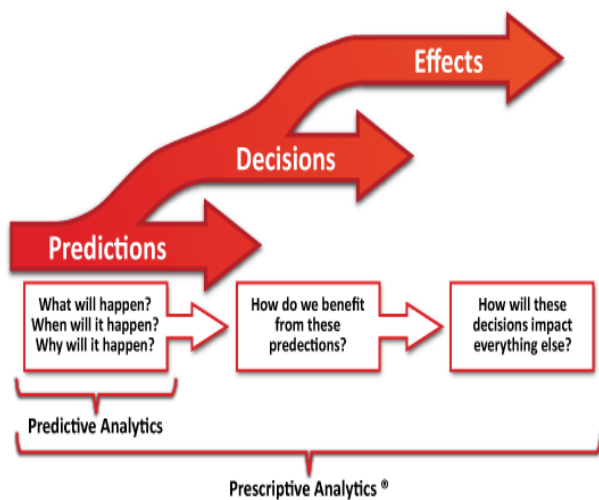 Effects
Decisions
Predictions
What will happen?
When will it happen?
Why will it happen?
How do we benefit
from these
predections?
How will these
decisions impact
everything else?
Predictive Analytics
Prescriptive Analytics ®